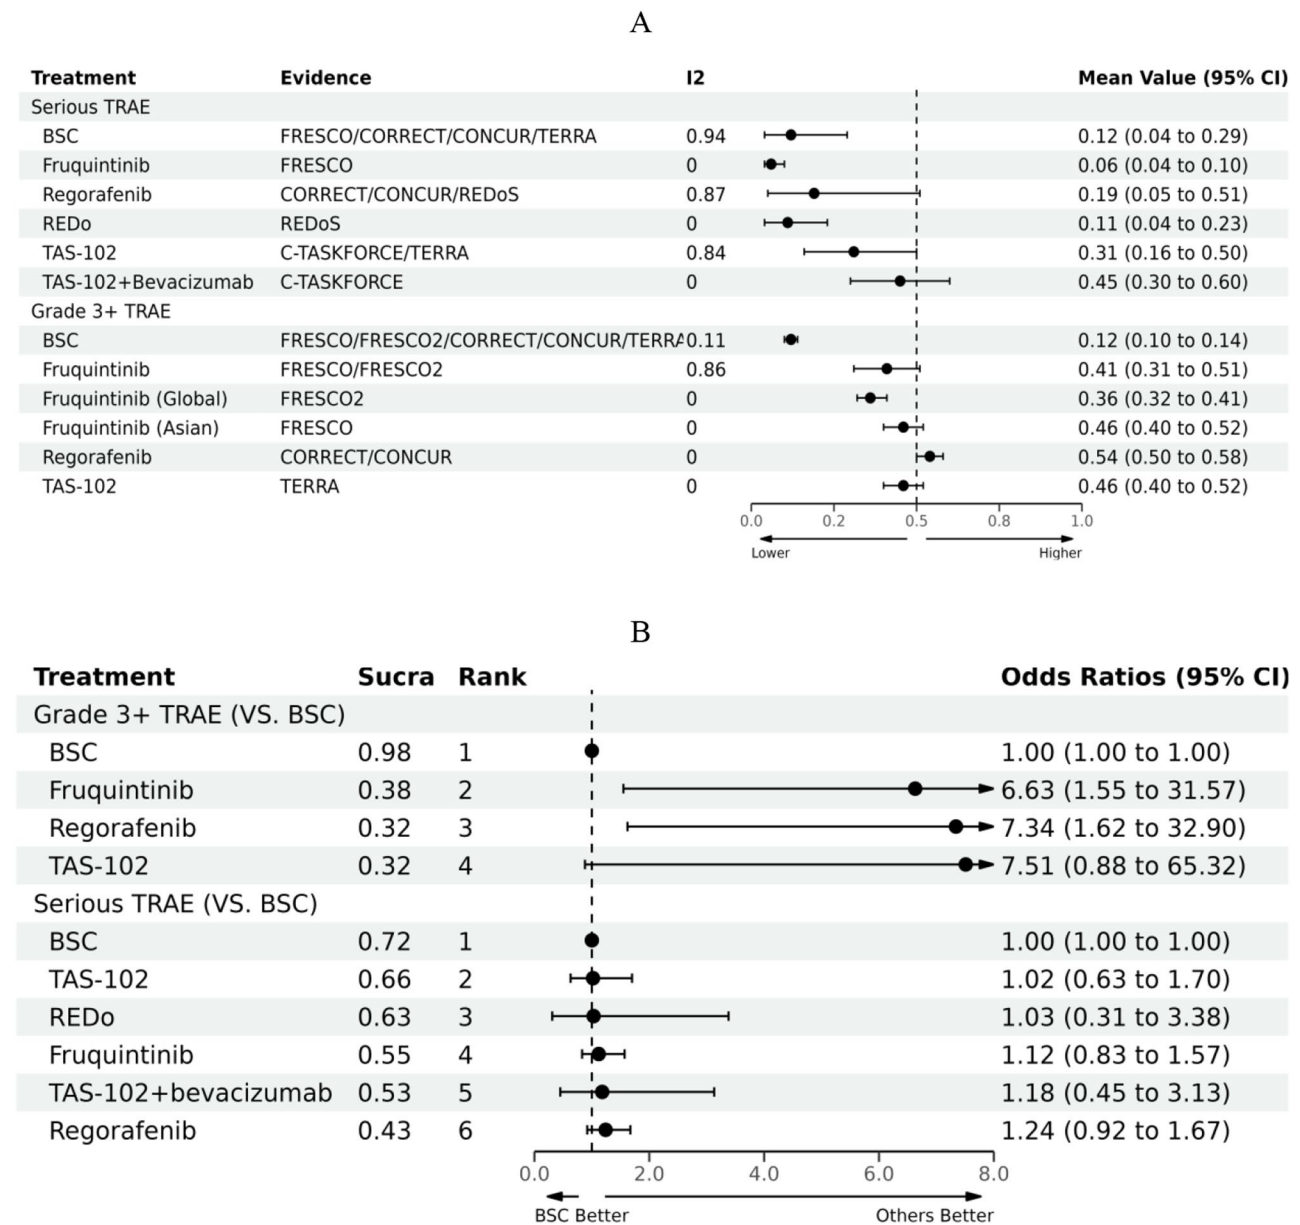 A
Treatment Evidence I2 Mean Value (95% CI)
Serious TRAE
BSC FRESCO/CORRECT/CONCUR/TERRA 0.94 0.12 (0.04 to 0.29)
Fruquintinib FRESCO 0 0.06 (0.04 to 0.10)
Regorafenib CORRECT/CONCUR/REDoS 0.87 0.19 (0.05 to 0.51)
REDo REDoS 0 0.11 (0.04 to 0.23)
TAS-102 C-TASKFORCE/TERRA 0.84 0.31 (0.16 to 0.50)
TAS-102+Bevacizumab C-TASKFORCE 0 0.45 (0.30 to 0.60)
Grade 3+ TRAE
BSC FRESCO/FRESCO2/CORRECT/CONCUR/TERRA 0.11 0.12 (0.10 to 0.14)
Fruquintinib FRESCO/FRESCO2 0.86 0.41 (0.31 to 0.51)
Fruquintinib (Global) FRESCO2 0 0.36 (0.32 to 0.41)
Fruquintinib (Asian) FRESCO 0 0.46 (0.40 to 0.52)
Regorafenib CORRECT/CONCUR 0 0.54 (0.50 to 0.58)
TAS-102 TERRA 0 0.46 (0.40 to 0.52)
0.0 0.2 0.5 0.8 1.0
Lower Higher
B
Treatment Sucra Rank Odds Ratios (95% CI)
Grade 3+ TRAE (VS. BSC)
BSC 0.98 1 1.00 (1.00 to 1.00)
Fruquintinib 0.38 2 6.63 (1.55 to 31.57)
Regorafenib 0.32 3 7.34 (1.62 to 32.90)
TAS-102 0.32 4 7.51 (0.88 to 65.32)
Serious TRAE (VS. BSC)
BSC 0.72 1 1.00 (1.00 to 1.00)
TAS-102 0.66 2 1.02 (0.63 to 1.70)
REDo 0.63 3 1.03 (0.31 to 3.38)
Fruquintinib 0.55 4 1.12 (0.83 to 1.57)
TAS-102+bevacizumab 0.53 5 1.18 (0.45 to 3.13)
Regorafenib 0.43 6 1.24 (0.92 to 1.67)
0.0 2.0 4.0 6.0 8.0
BSC Better Others Better